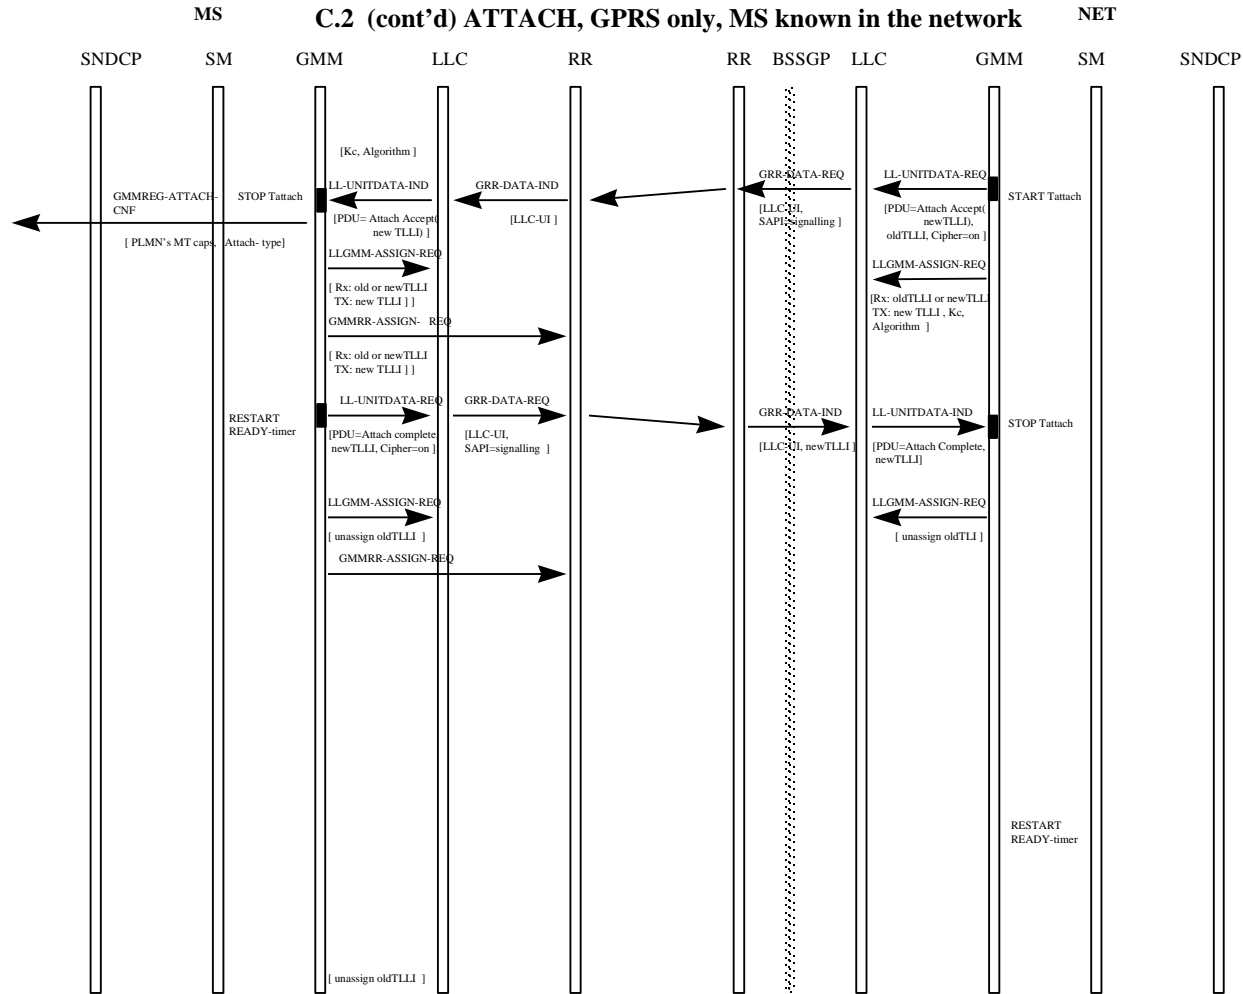 MS
C.2 (cont'd) ATTACH, GPRS only, MS known in the network
NET
SNDCP SM GMM LLC RR RR BSSGP LLC GMM SM SNDCP
[Kc, Algorithm ]
GMMREG-ATTACH-
CNF
STOP Tattach
LL-UNITDATA-IND
GRR-DATA-IND
GRR-DATA-REQ
LL-UNITDATA-REQ
START Tattach
[PDU= Attach Accept(
new TLLI) ]
[LLC-UI ]
[LLC-UI,
SAPI=signalling ]
[PDU=Attach Accept(
newTLLI),
oldTLLI, Cipher=on ]
[ PLMN's MT caps, Attach- type]
LLGMM-ASSIGN-REQ
LLGMM-ASSIGN-REQ
[ Rx: old or newTLLI
TX: new TLLI ] ]
[Rx: oldTLLI or newTLLI
TX: new TLLI , Kc,
Algorithm ]
GMMRR-ASSIGN- REQ
[ Rx: old or newTLLI
TX: new TLLI ] ]
RESTART
READY-timer
LL-UNITDATA-REQ
GRR-DATA-REQ
GRR-DATA-IND
LL-UNITDATA-IND
STOP Tattach
[PDU=Attach complete,
newTLLI, Cipher=on ]
[LLC-UI,
SAPI=signalling ]
[LLC-UI, newTLLI ]
[PDU=Attach Complete,
newTLLI]
LLGMM-ASSIGN-REQ
LLGMM-ASSIGN-REQ
[ unassign oldTLLI ]
[ unassign oldTLI ]
GMMRR-ASSIGN-REQ
RESTART
READY-timer
[ unassign oldTLLI ]